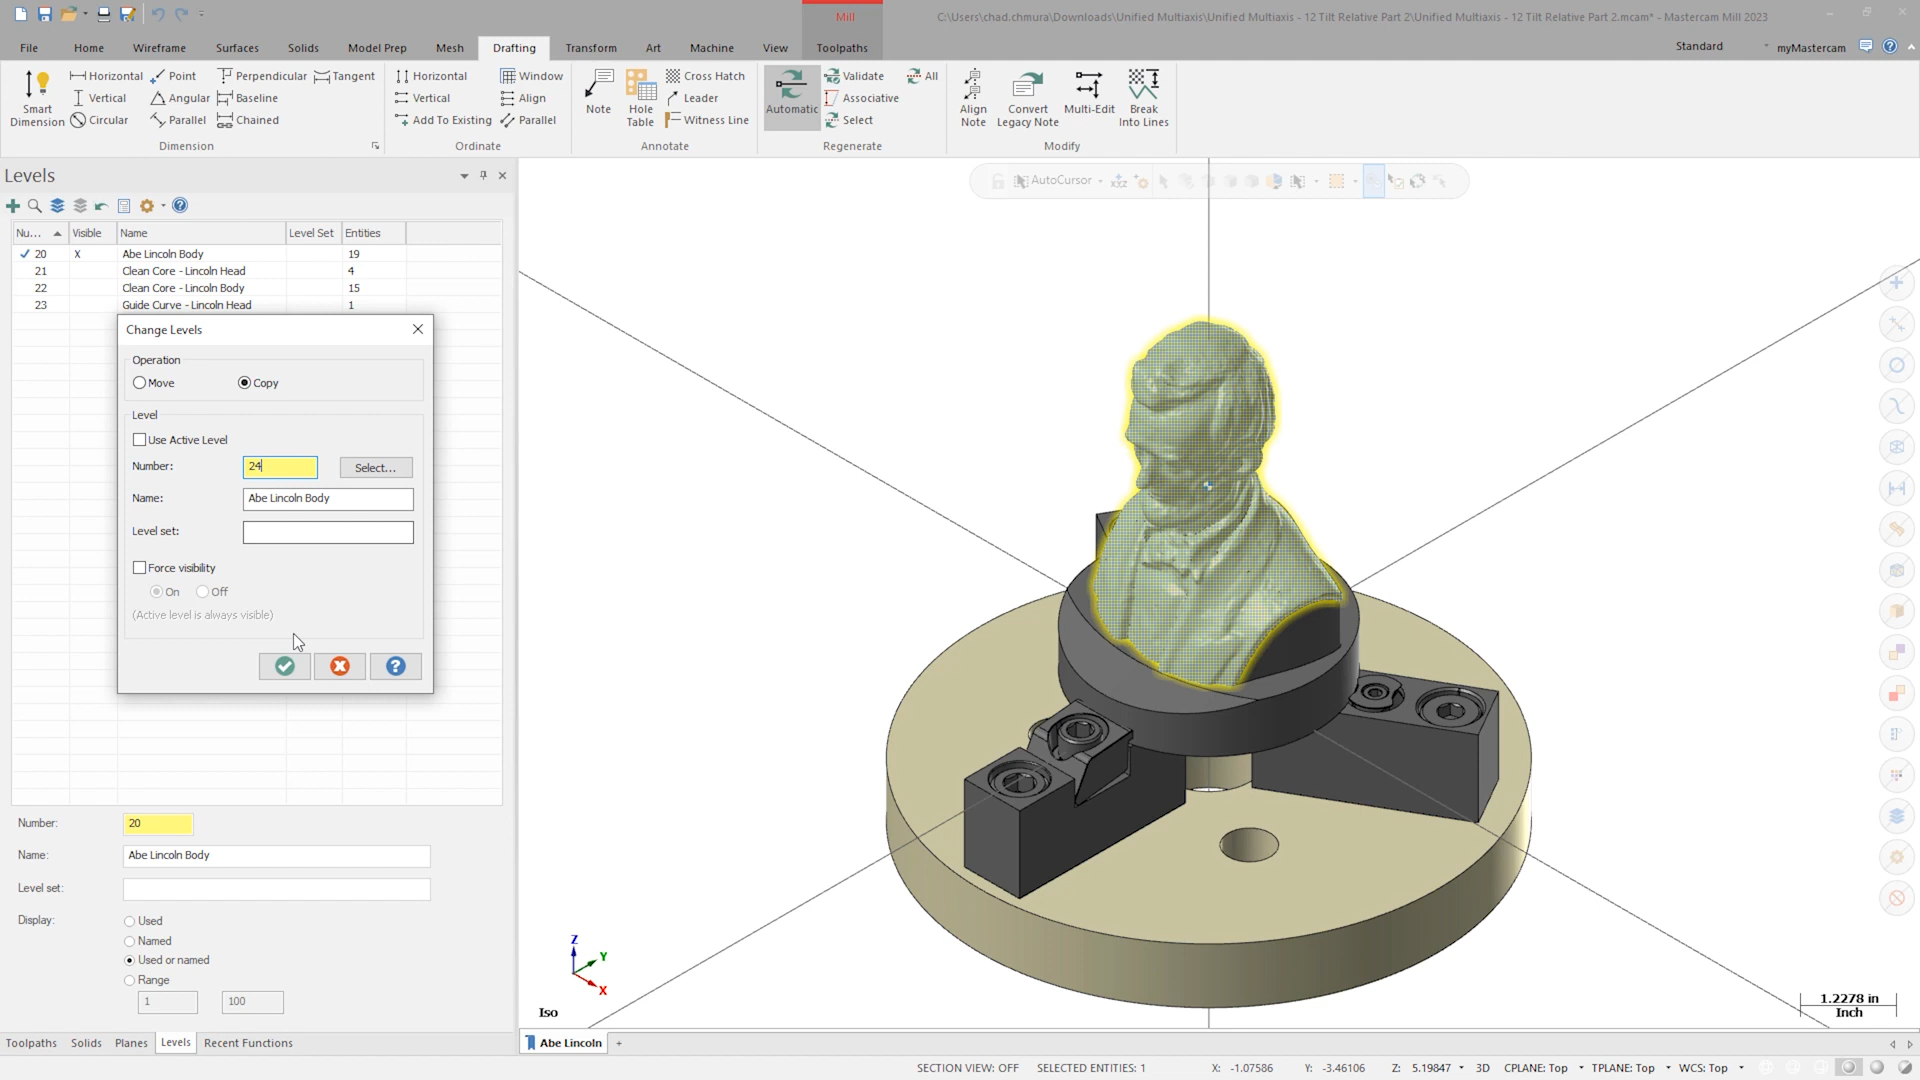 Mill
C:\Users\chad.chmura\Downloads\Unified Multiaxis\Unified Multiaxis - 12 Tilt Relative Part 2\Unified Multiaxis - 12 Tilt Relative Part 2.mcam* - Mastercam Mill 2023
File Home Wireframe Surfaces Solids Model Prep Mesh Drafting Transform Art Machine View Toolpaths
Standard myMastercam
Smart Dimension
Horizontal Point Perpendicular Tangent
Vertical Angular Baseline
Circular Parallel Chained
Dimension
Horizontal Window
Vertical Align
Add To Existing Parallel
Ordinate
Note
Hole Table
Cross Hatch
Leader
Witness Line
Annotate
Automatic
Validate All
Associative
Select
Regenerate
Align Note
Convert Legacy Note
Multi-Edit
Break Into Lines
Modify
Levels
AutoCursor
Nu... Visible Name Level Set Entities
20 X Abe Lincoln Body 19
21 Clean Core - Lincoln Head 4
22 Clean Core - Lincoln Body 15
23 Guide Curve - Lincoln Head 1
Change Levels
Operation
Move Copy
Level
Use Active Level
Number: 24 Select...
Name: Abe Lincoln Body
Level set:
Force visibility
On Off
(Active level is always visible)
Number: 20
Name: Abe Lincoln Body
Level set:
Display: Used
Named
Used or named
Range
1 100
Z
Y
X
Iso
1.2278 in
Inch
Toolpaths Solids Planes Levels Recent Functions
Abe Lincoln +
SECTION VIEW: OFF SELECTED ENTITIES: 1 X: -1.07586 Y: -3.46106 Z: 5.19847 3D CPLANE: Top TPLANE: Top WCS: Top